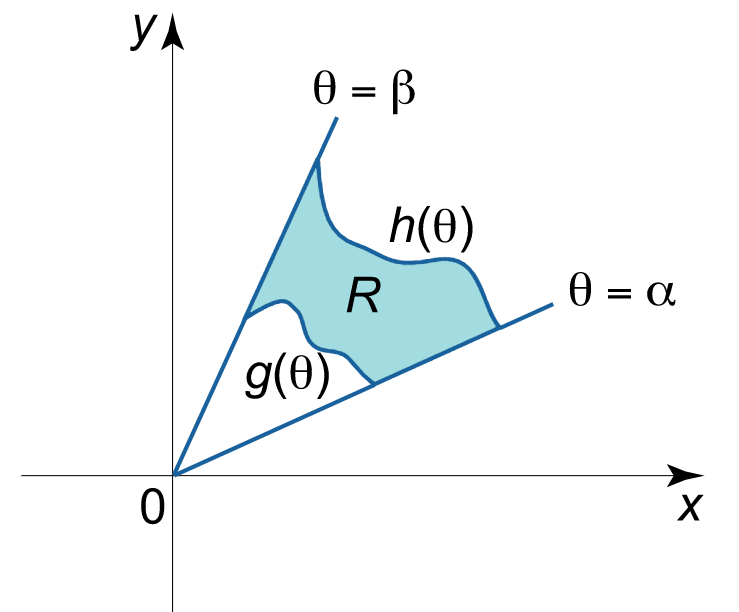 y
θ = β
h(θ)
R
θ = α
g(θ)
0
x